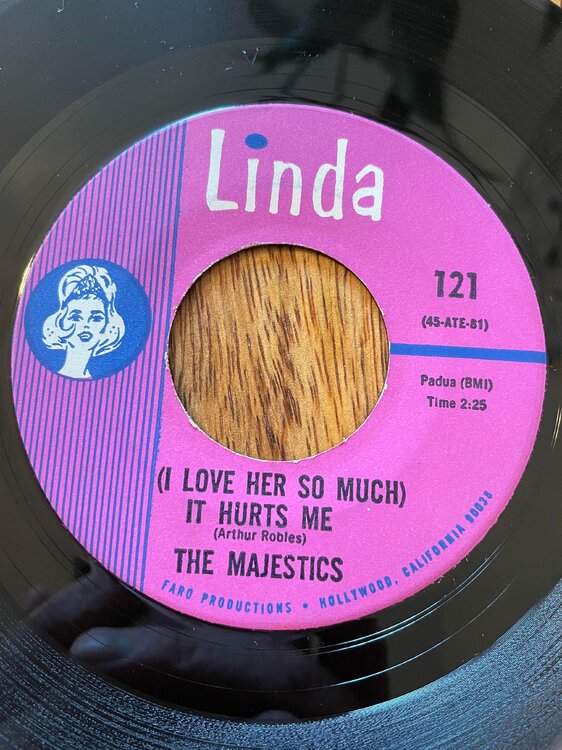 Linda
121
(45-ATE-81)
Padua (BMI)
Time 2:25
(I LOVE HER SO MUCH)
IT HURTS ME
(Arthur Robles)
THE MAJESTICS
FARO PRODUCTIONS • HOLLYWOOD, CALIFORNIA 90038